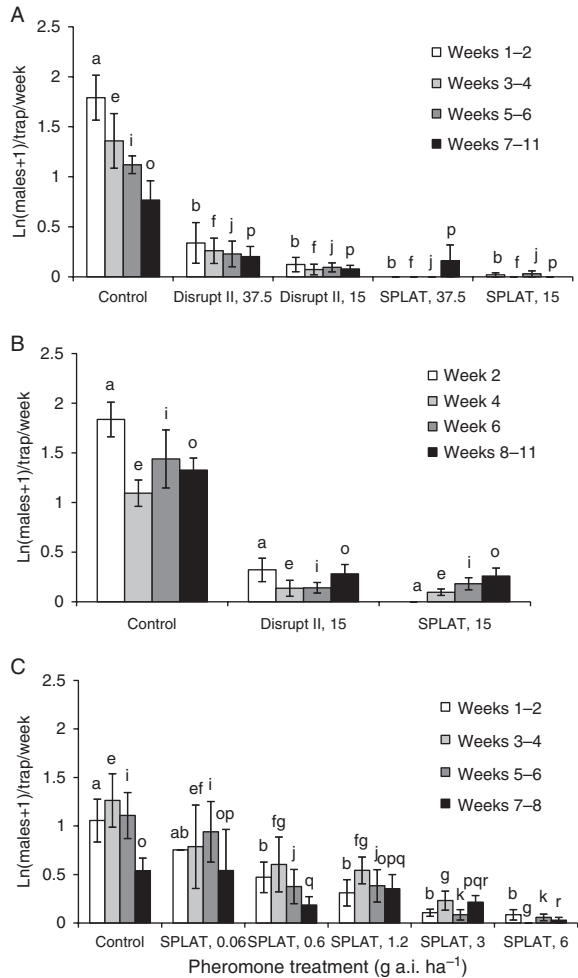 A
Ln(males+1)/trap/week
2.5
2
1.5
1
0.5
0
Weeks 1–2
Weeks 3–4
Weeks 5–6
Weeks 7–11
a e i o
b f j p
b f j p
b f j p
b f j p
Control Disrupt II, 37.5 Disrupt II, 15 SPLAT, 37.5 SPLAT, 15
B
Ln(males+1)/trap/week
2.5
2
1.5
1
0.5
0
Week 2
Week 4
Week 6
Weeks 8–11
a e i o
a e i o
a e i o
Control Disrupt II, 15 SPLAT, 15
C
Ln(males+1)/trap/week
2.5
2
1.5
1
0.5
0
Weeks 1–2
Weeks 3–4
Weeks 5–6
Weeks 7–8
a e i o
ab ef i op
b fg j q
b fg j opq
b g k pqr
b g k r
Control SPLAT, 0.06 SPLAT, 0.6 SPLAT, 1.2 SPLAT, 3 SPLAT, 6
Pheromone treatment (g a.i. ha⁻¹)